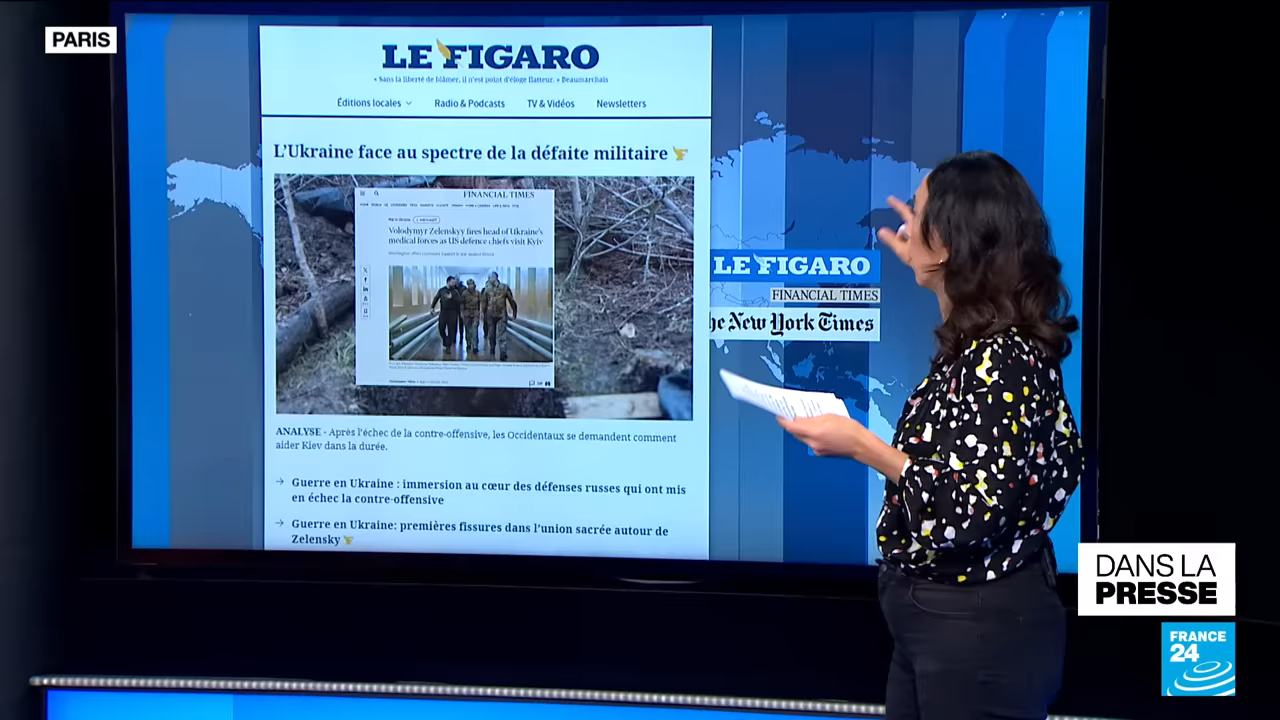 PARIS
LE FIGARO
« Sans la liberté de blâmer, il n'est point d'éloge flatteur. » Beaumarchais
Éditions locales
Radio & Podcasts
TV & Vidéos
Newsletters
L'Ukraine face au spectre de la défaite militaire
FINANCIAL TIMES
Volodymyr Zelenskyy fires head of Ukraine's
medical forces as US defence chiefs visit Kyiv
ANALYSE - Après l'échec de la contre-offensive, les Occidentaux se demandent comment
aider Kiev dans la durée.
→ Guerre en Ukraine : immersion au cœur des défenses russes qui ont mis
en échec la contre-offensive
→ Guerre en Ukraine: premières fissures dans l'union sacrée autour de
Zelensky
LE FIGARO
FINANCIAL TIMES
he New York Times
DANS LA
PRESSE
FRANCE
24